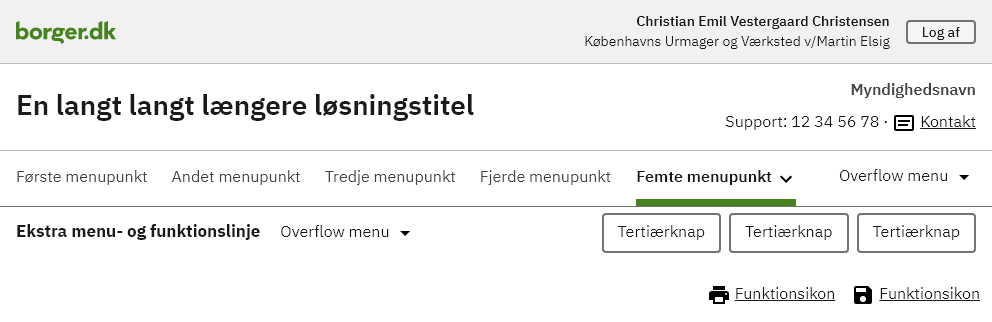 borger.dk
Christian Emil Vestergaard Christensen
Københavns Urmager og Værksted v/Martin Elsig
Log af
En langt langt længere løsningstitel
Myndighedsnavn
Support: 12 34 56 78 · Kontakt
Første menupunkt Andet menupunkt Tredje menupunkt Fjerde menupunkt Femte menupunkt Overflow menu
Ekstra menu- og funktionslinje Overflow menu Tertiærknap Tertiærknap Tertiærknap
Funktionsikon Funktionsikon